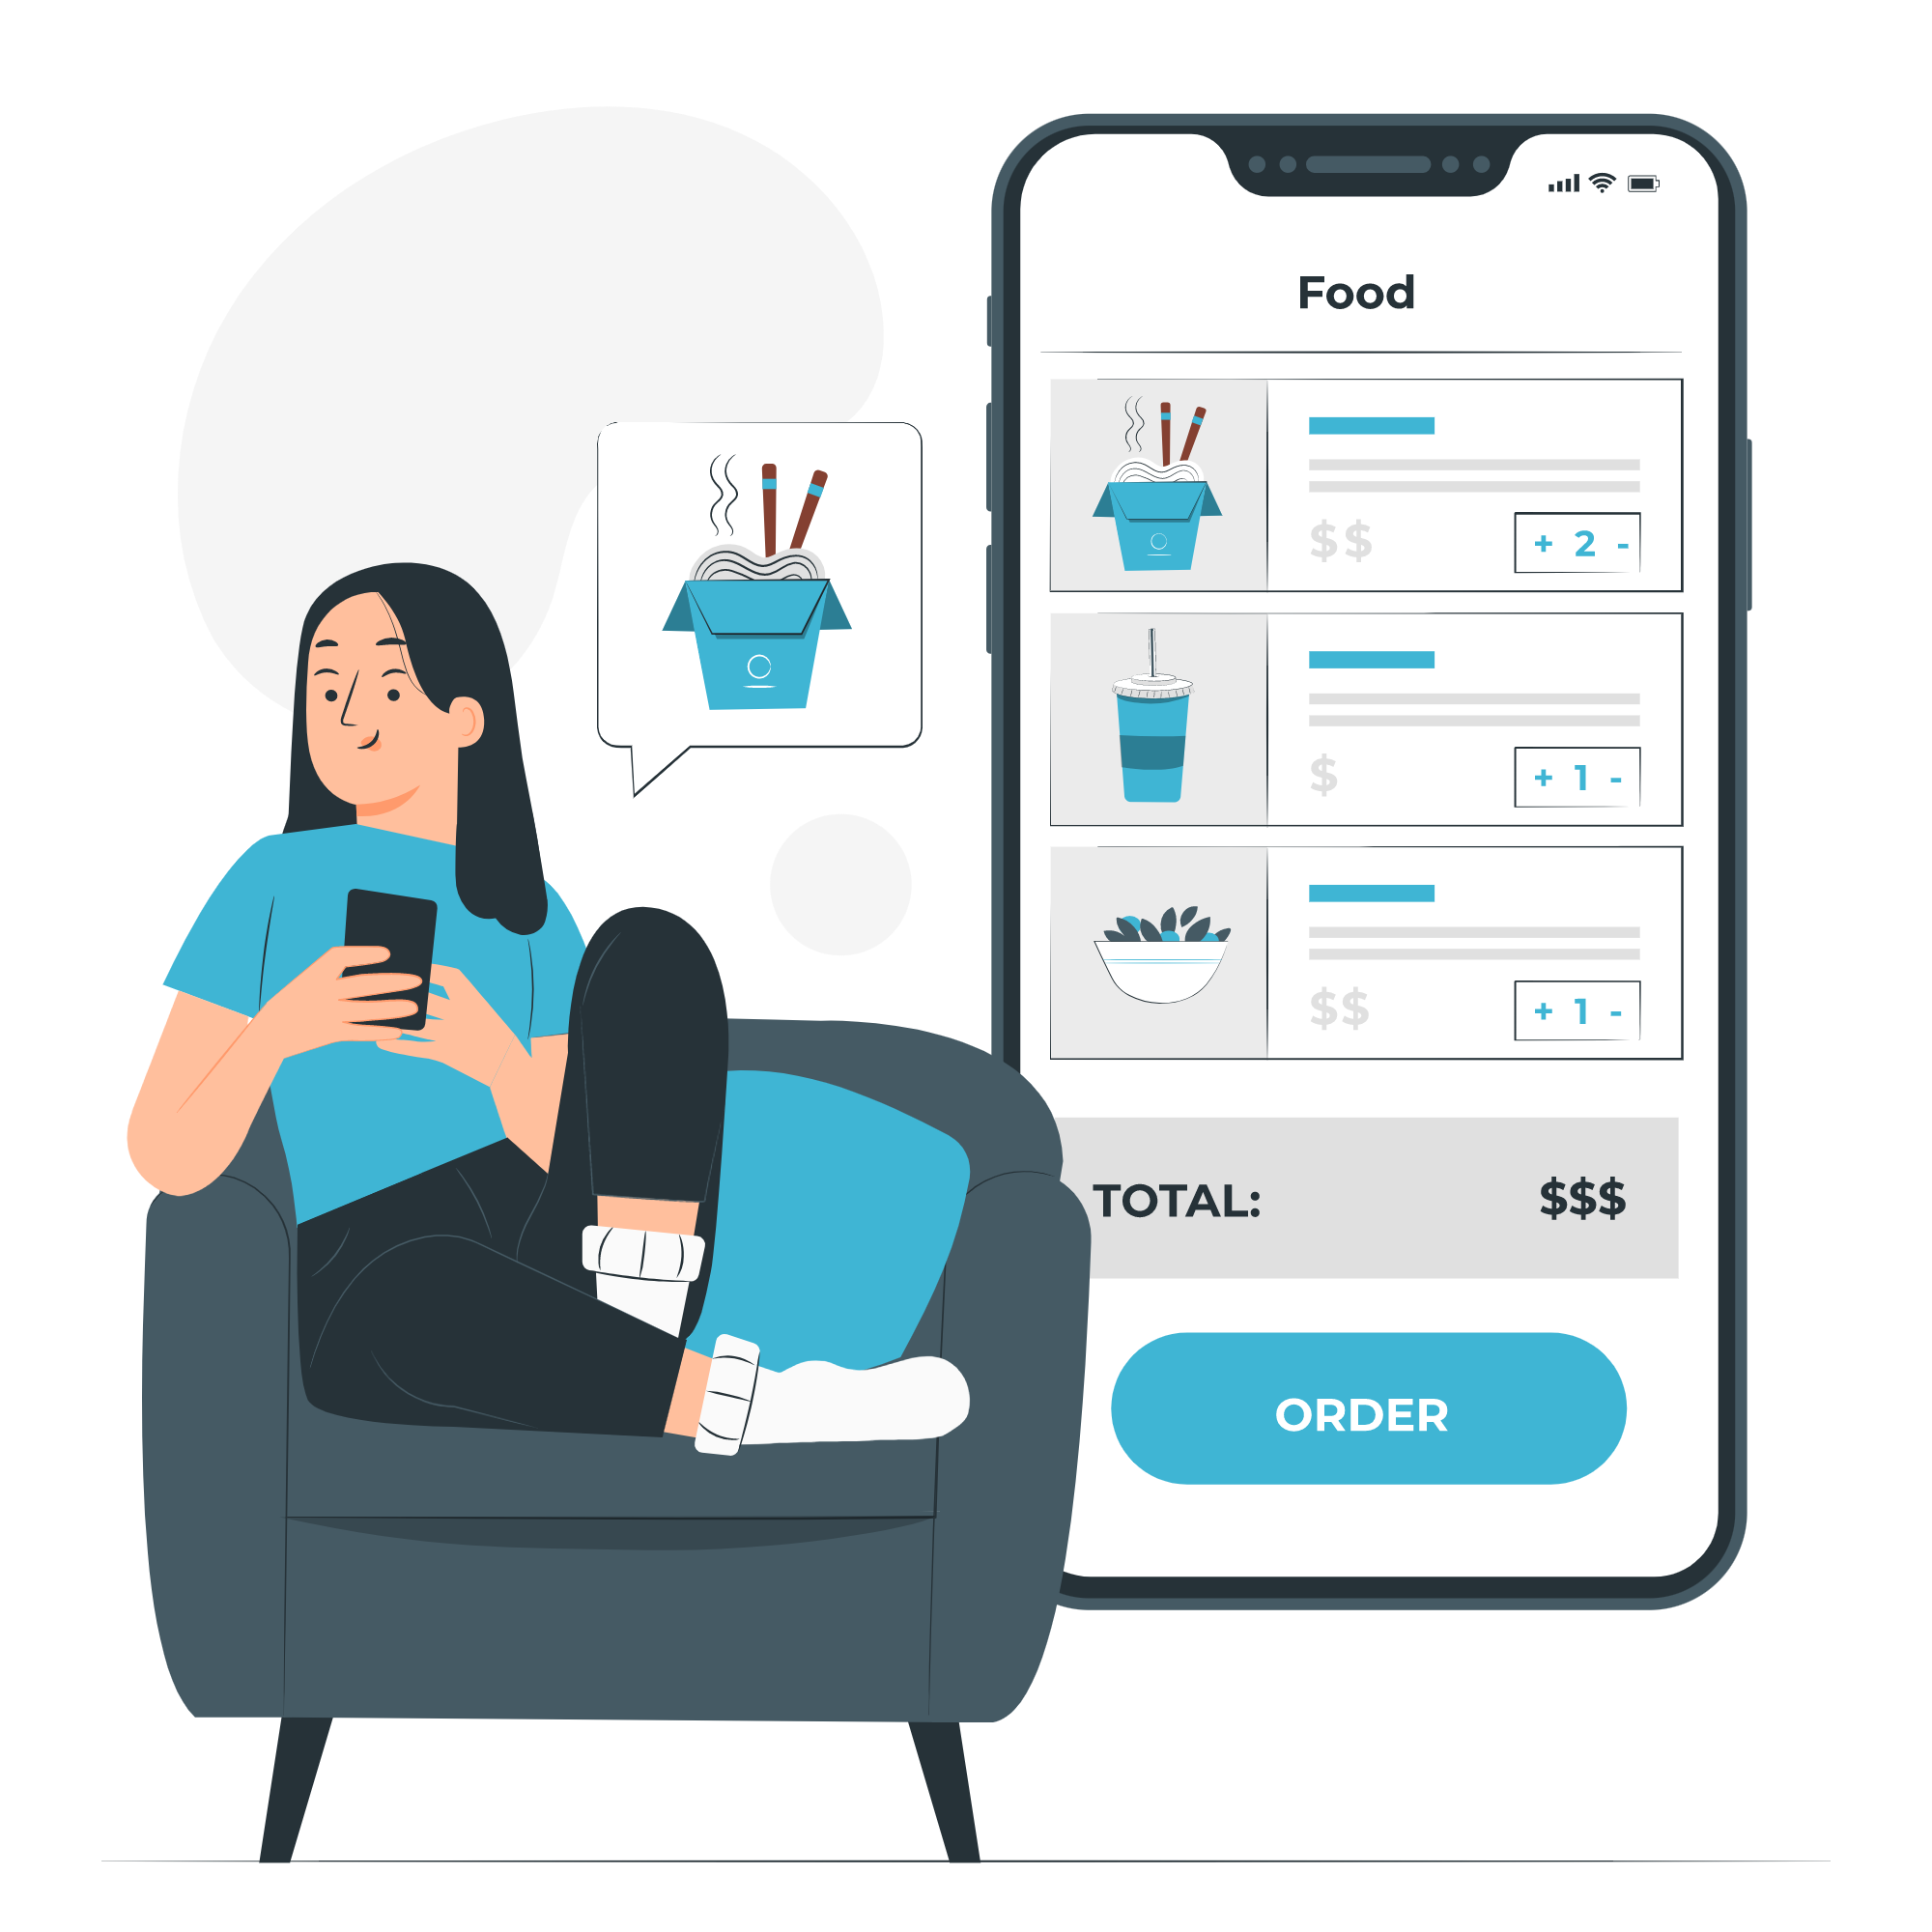 Food
$$
+ 2 -
$
+ 1 -
$$
+ 1 -
TOTAL: $$$
ORDER